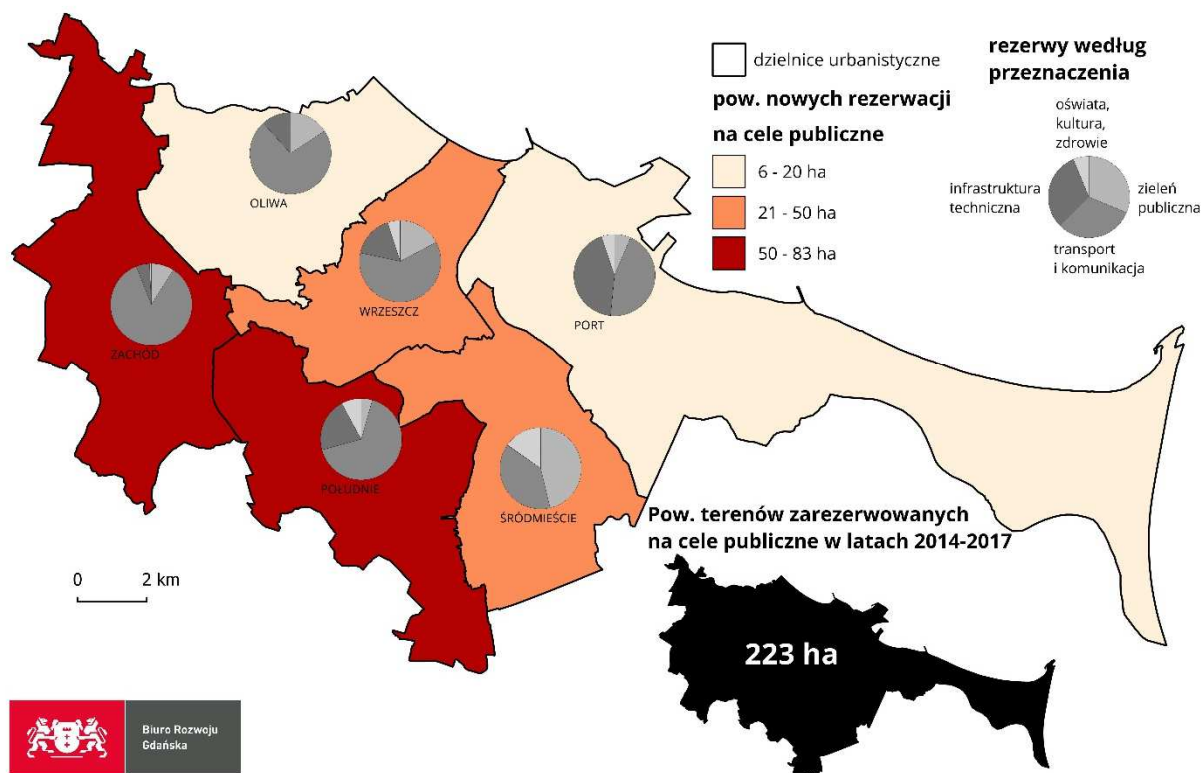 dzielnice urbanistyczne
pow. nowych rezerwacji
na cele publiczne
6 - 20 ha
21 - 50 ha
50 - 83 ha
rezerwy według
przeznaczenia
oświata,
kultura,
zdrowie
infrastruktura
techniczna
zieleń
publiczna
transport
i komunikacja
OLIWA
WRZESZCZ
PORT
ZACHÓD
POŁUDNIE
ŚRÓDMIEŚCIE
Pow. terenów zarezerwowanych
na cele publiczne w latach 2014-2017
223 ha
0 2 km
Biuro Rozwoju
Gdańska